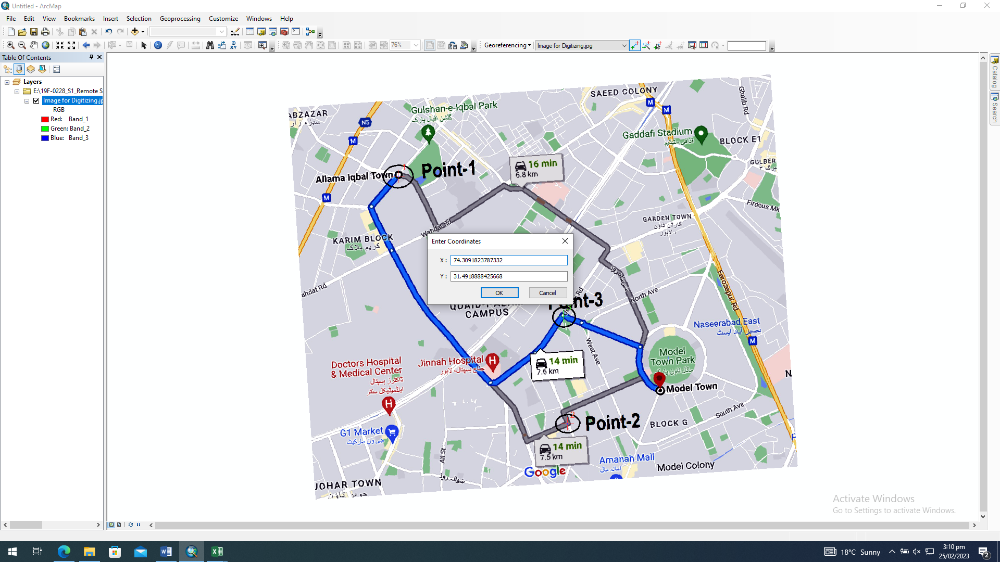 Untitled - ArcMap
File Edit View Bookmarks Insert Selection Geoprocessing Customize Windows Help
76%
Georeferencing
Image for Digitizing.jpg
Table Of Contents
Layers
E:\19F-0228_S1_Remote S
Image for Digitizing.jp
RGB
Red: Band_1
Green: Band_2
Blue: Band_3
Catalog
Search
ABZAZAR
سبزه زار
N5
M
M
Gulshan-e-Iqbal Park
گلشن اقبال پارک
SAEED COLONY
M
M
Ghalib Rd
Gaddafi Stadium
قذافی سٹیڈیم
BLOCK E1
GULBER
Allama Iqbal Town
1
Point-1
16 min
6.8 km
Firdous Mk
GARDEN TOWN
گارڈن ٹاؤن
، لاہور
Wahdat Rd
KARIM BLOCK
کریم بلاک
Enter Coordinates
X : 74.3091823787332
Y : 31.4918888425668
OK
Cancel
ahdat Rd
CAMPUS
nt-3
North Ave
Ferozepur Rd
Naseerabad East
نصیر آباد ایسٹ
M
West Ave
Model
Town Park
ماڈل ٹاون پارک
Doctors Hospital
& Medical Center
ڈاکٹرز ہسپتال
اینڈمیڈیکل سنٹر
H
Jinnah Hospital
جناح ہسپتال، لاہور
H
14 min
7.6 km
Model Town
N
South Ave
2
Point-2
BLOCK G
G1 Market
جی ون مارکیٹ
Ali St
14 min
7.5 km
Google
Amanah Mall
امانہ مال
Model Colony
شوالہ روڈ
JOHAR TOWN
Activate Windows
Go to Settings to activate Windows.
18°C Sunny
3:10 pm
25/02/2023
2